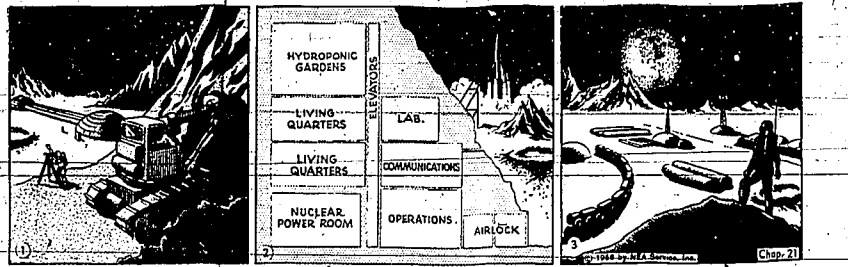 1
HYDROPONIC
GARDENS
ELEVATORS
LIVING
QUARTERS
LAB.
LIVING
QUARTERS
COMMUNICATIONS
NUCLEAR
POWER ROOM
OPERATIONS
AIRLOCK
2
3
© 1968 by NEA Service, Inc.
Chap. 21